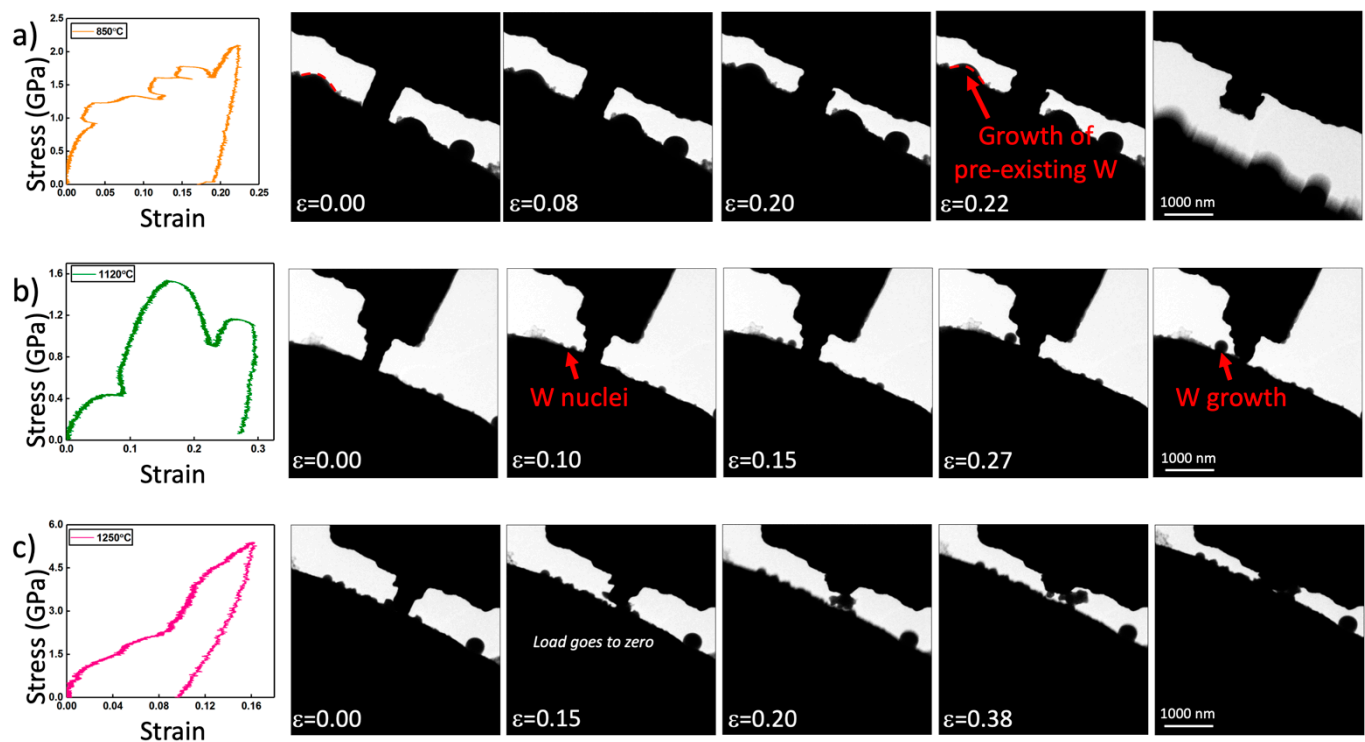 a)
850°C
Stress (GPa)
2.5
2.0
1.5
1.0
0.5
0.0
0.00 0.05 0.10 0.15 0.20 0.25
Strain
ε=0.00
ε=0.08
ε=0.20
Growth of
pre-existing W
ε=0.22
1000 nm
b)
1120°C
Stress (GPa)
1.6
1.2
0.8
0.4
0.0
0.0 0.1 0.2 0.3
Strain
ε=0.00
W nuclei
ε=0.10
ε=0.15
ε=0.27
W growth
1000 nm
c)
1250°C
Stress (GPa)
6.0
4.5
3.0
1.5
0.0
0.00 0.04 0.08 0.12 0.16
Strain
ε=0.00
Load goes to zero
ε=0.15
ε=0.20
ε=0.38
1000 nm